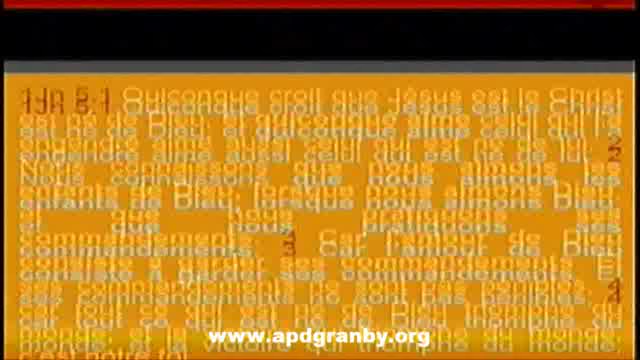 1Jn 5:1 Quiconque croit que Jésus est le Christ
est né de Dieu, et quiconque aime celui qui l'a
engendré aime aussi celui qui est né de lui. 2
Nous connaissons que nous aimons les
enfants de Dieu, lorsque nous aimons Dieu,
et que nous pratiquons ses
commandements. 3 Car l'amour de Dieu
consiste à garder ses commandements. Et
ses commandements ne sont pas pénibles, 4
car tout ce qui est né de Dieu triomphe du
monde; et la victoire qui triomphe du monde,
c'est notre foi
www.apdgranby.org